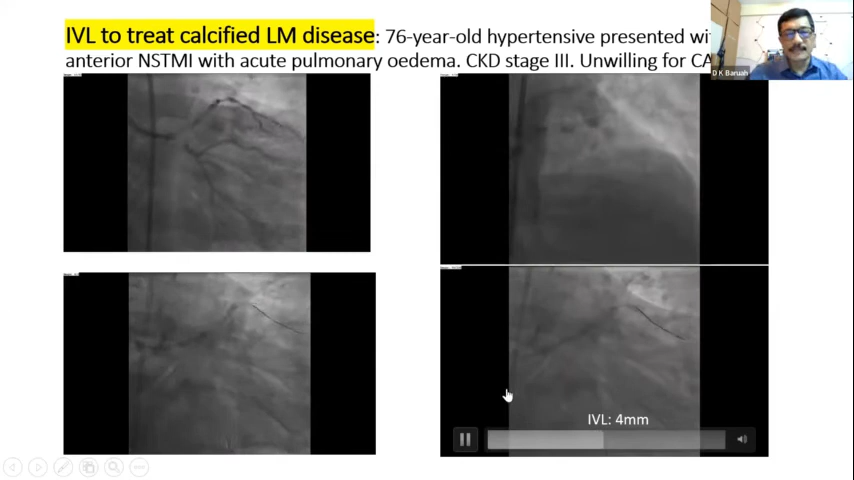 IVL to treat calcified LM disease: 76-year-old hypertensive presented wi
anterior NSTMI with acute pulmonary oedema. CKD stage III. Unwilling for CA
D K Baruah
IVL: 4mm